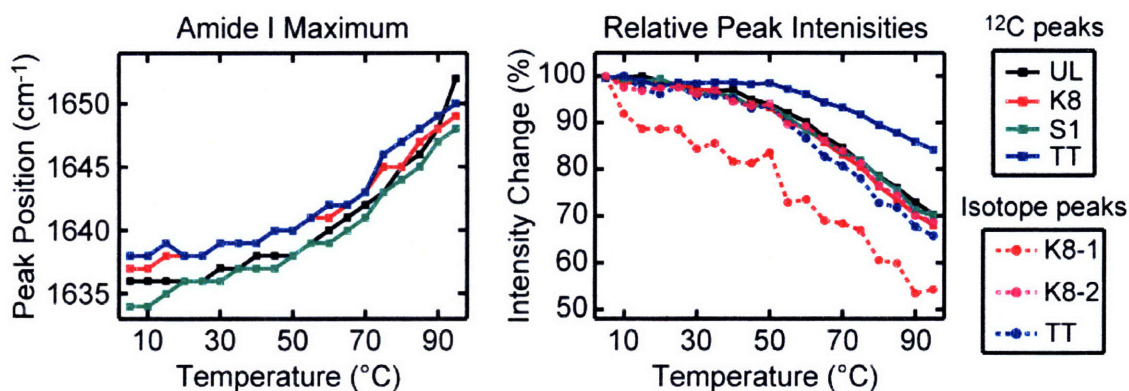 Amide I Maximum
Peak Position (cm⁻¹)
1650
1645
1640
1635
10 30 50 70 90
Temperature (°C)
Relative Peak Intenisities
Intensity Change (%)
100
90
80
70
60
50
10 30 50 70 90
Temperature (°C)
¹²C peaks
UL
K8
S1
TT
Isotope peaks
K8-1
K8-2
TT